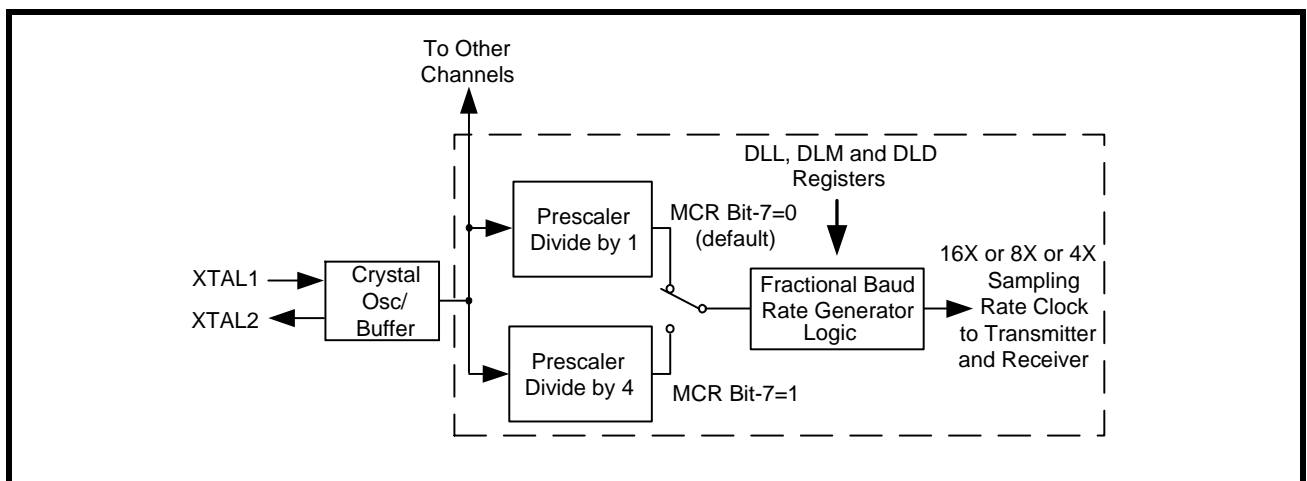 To Other
Channels
DLL, DLM and DLD
Registers
Prescaler
Divide by 1
MCR Bit-7=0
(default)
XTAL1
XTAL2
Crystal
Osc/
Buffer
Fractional Baud
Rate Generator
Logic
16X or 8X or 4X
Sampling
Rate Clock
to Transmitter
and Receiver
Prescaler
Divide by 4
MCR Bit-7=1